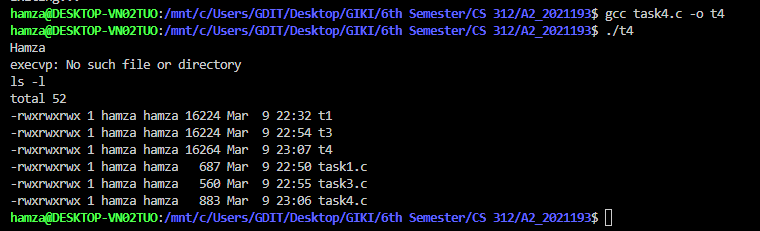 hamza@DESKTOP-VN02TUO:/mnt/c/Users/GDIT/Desktop/GIKI/6th Semester/CS 312/A2_2021193$ gcc task4.c -o t4
hamza@DESKTOP-VN02TUO:/mnt/c/Users/GDIT/Desktop/GIKI/6th Semester/CS 312/A2_2021193$ ./t4
Hamza
execvp: No such file or directory
ls -l
total 52
-rwxrwxrwx 1 hamza hamza 16224 Mar  9 22:32 t1
-rwxrwxrwx 1 hamza hamza 16224 Mar  9 22:54 t3
-rwxrwxrwx 1 hamza hamza 16264 Mar  9 23:07 t4
-rwxrwxrwx 1 hamza hamza   687 Mar  9 22:50 task1.c
-rwxrwxrwx 1 hamza hamza   560 Mar  9 22:55 task3.c
-rwxrwxrwx 1 hamza hamza   883 Mar  9 23:06 task4.c
hamza@DESKTOP-VN02TUO:/mnt/c/Users/GDIT/Desktop/GIKI/6th Semester/CS 312/A2_2021193$